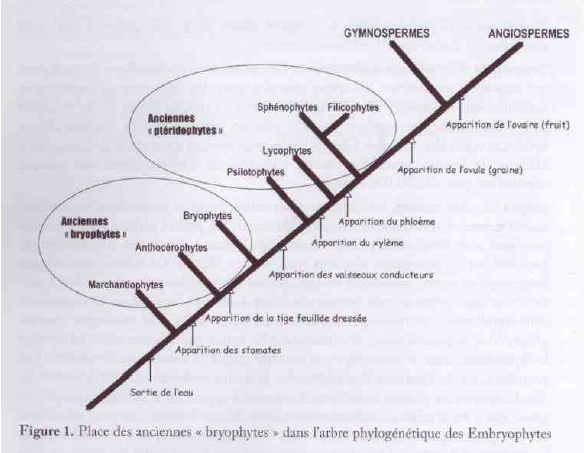 GYMNOSPERMES
ANGIOSPERMES
Anciennes
« ptéridophytes »
Sphénophytes
Filicophytes
Apparition de l'ovaire (fruit)
Lycophytes
Apparition de l'ovule (graine)
Psilotophytes
Anciennes
« bryophytes »
Bryophytes
Apparition du phloème
Anthocérophytes
Apparition du xylème
Marchantiophytes
Apparition des vaisseaux conducteurs
Apparition de la tige feuillée dressée
Apparition des stomates
Sortie de l'eau
Figure 1. Place des anciennes « bryophytes » dans l'arbre phylogénétique des Embryophytes